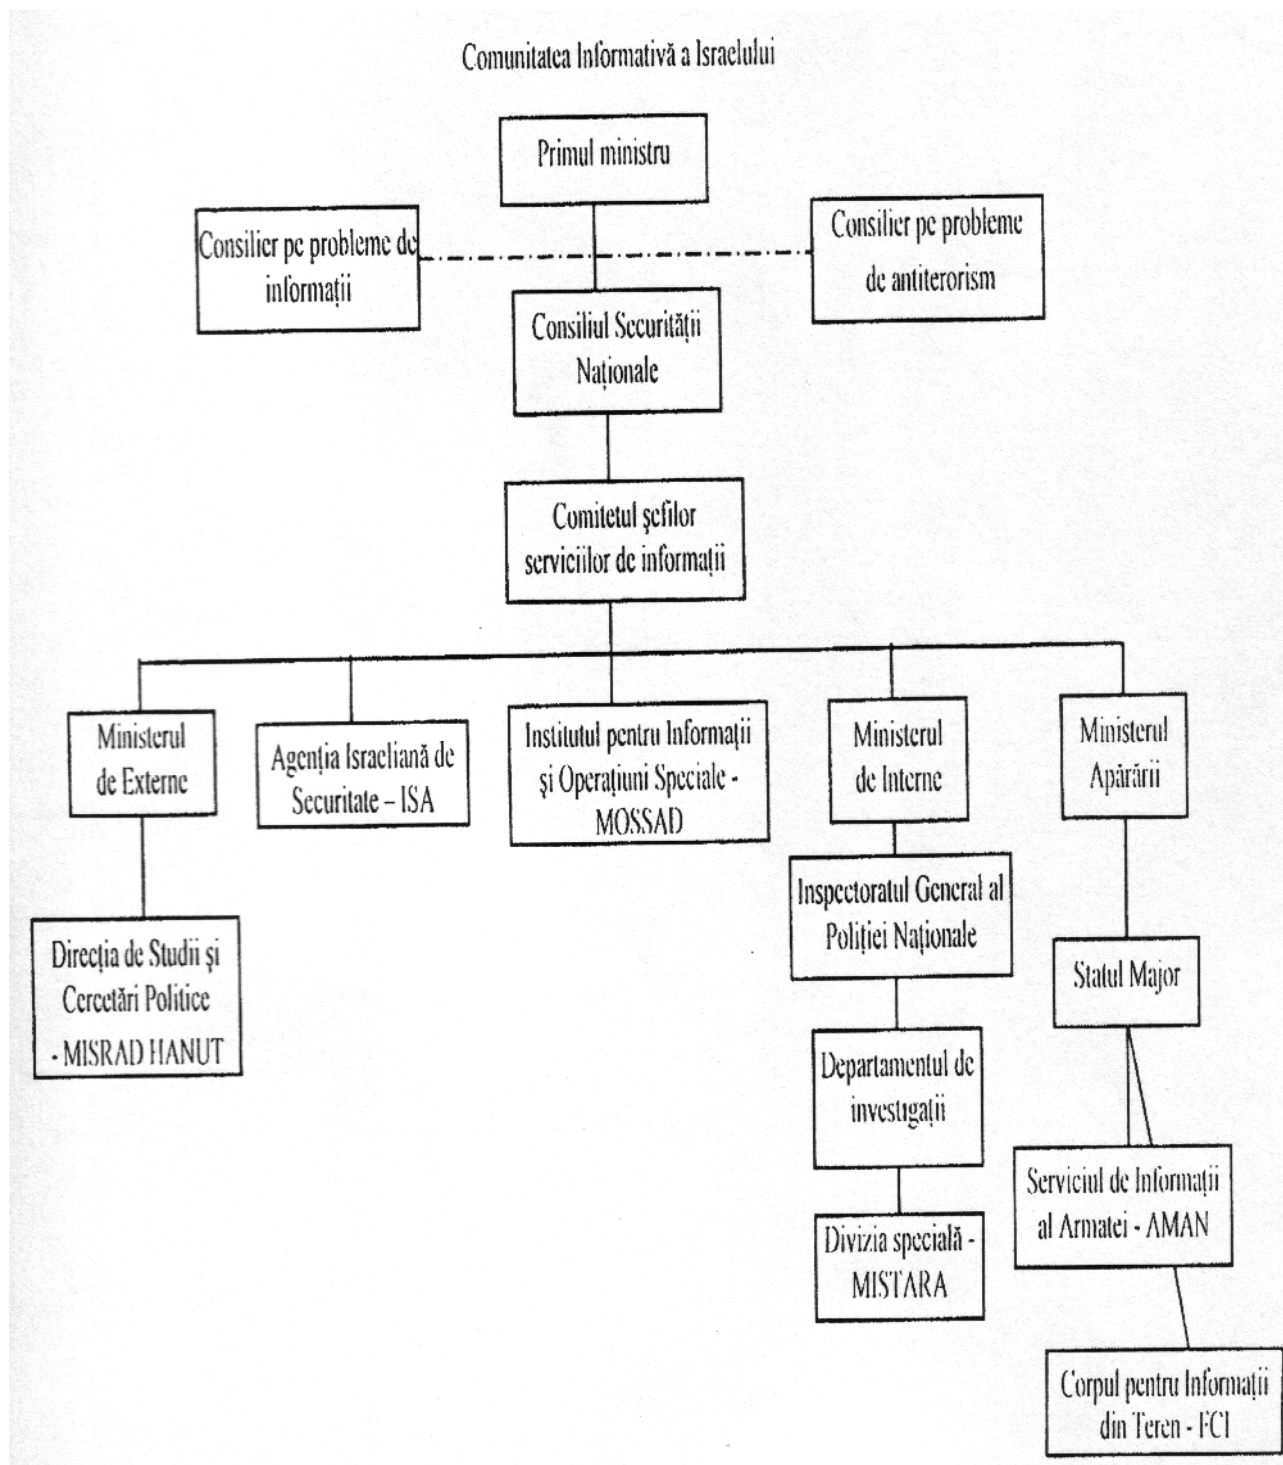 Comunitatea Informativă a Israelului
Primul ministru
Consilier pe probleme de
informații
Consilier pe probleme
de antiterorism
Consiliul Securității
Naționale
Comitetul șefilor
serviciilor de informații
Ministerul
de Externe
Agenția Israeliană de
Securitate – ISA
Institutul pentru Informații
și Operațiuni Speciale -
MOSSAD
Ministerul
de Interne
Ministerul
Apărării
Direcția de Studii și
Cercetări Politice
- MISRAD HANUT
Inspectoratul General al
Poliției Naționale
Statul Major
Departamentul de
investigații
Serviciul de Informații
al Armatei - AMAN
Divizia specială -
MISTARA
Corpul pentru Informații
din Teren - FCI